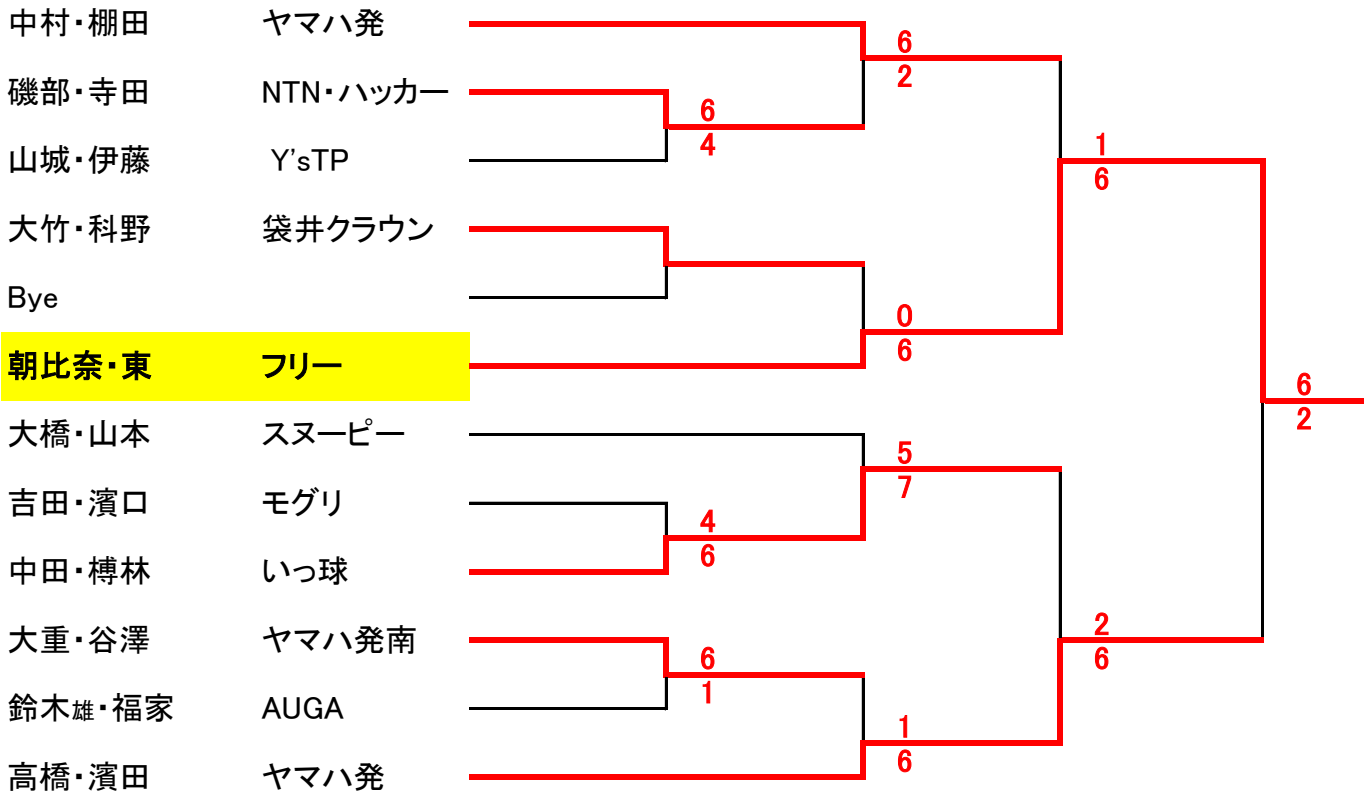 中村・棚田 ヤマハ発
6
2
磯部・寺田 NTN・ハッカー
6
4
山城・伊藤 Y'sTP
1
6
大竹・科野 袋井クラウン
Bye
0
6
朝比奈・東 フリー
6
2
大橋・山本 スヌーピー
5
7
吉田・濱口 モグリ
4
6
中田・榑林 いっ球
大重・谷澤 ヤマハ発南
2
6
6
1
鈴木雄・福家 AUGA
1
6
高橋・濱田 ヤマハ発